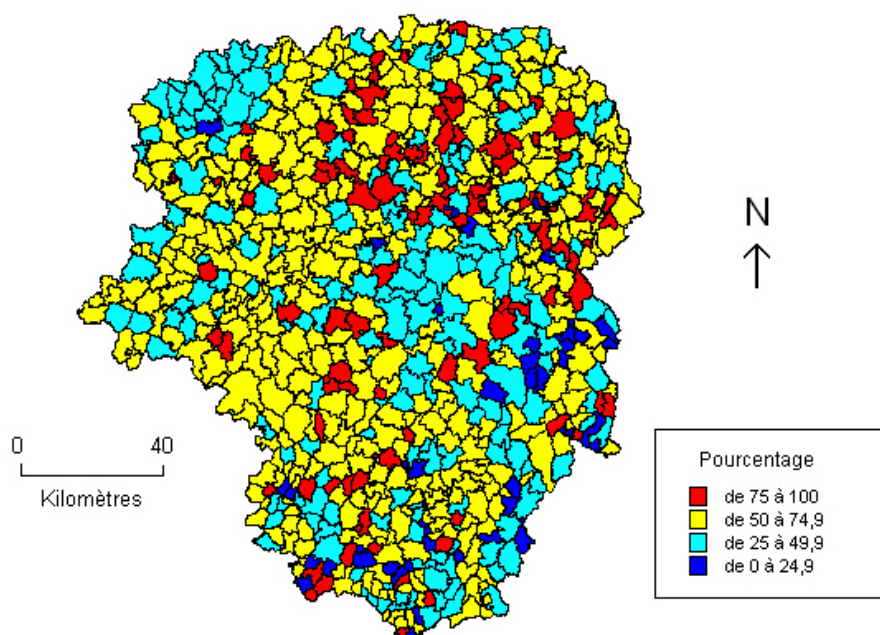 N
0 40
Kilomètres
Pourcentage
de 75 à 100
de 50 à 74,9
de 25 à 49,9
de 0 à 24,9